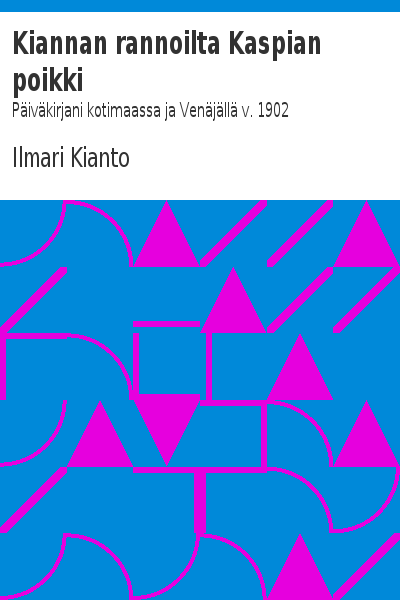 Kiannan rannoilta Kaspian
poikki
Päiväkirjani kotimaassa ja Venäjällä v. 1902
Ilmari Kianto